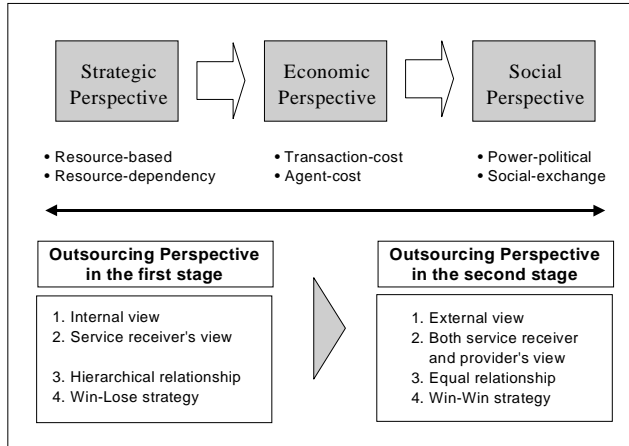 Strategic
Perspective
Economic
Perspective
Social
Perspective
• Resource-based
• Resource-dependency
• Transaction-cost
• Agent-cost
• Power-political
• Social-exchange
Outsourcing Perspective
in the first stage
1. Internal view
2. Service receiver's view
3. Hierarchical relationship
4. Win-Lose strategy
Outsourcing Perspective
in the second stage
1. External view
2. Both service receiver
and provider's view
3. Equal relationship
4. Win-Win strategy